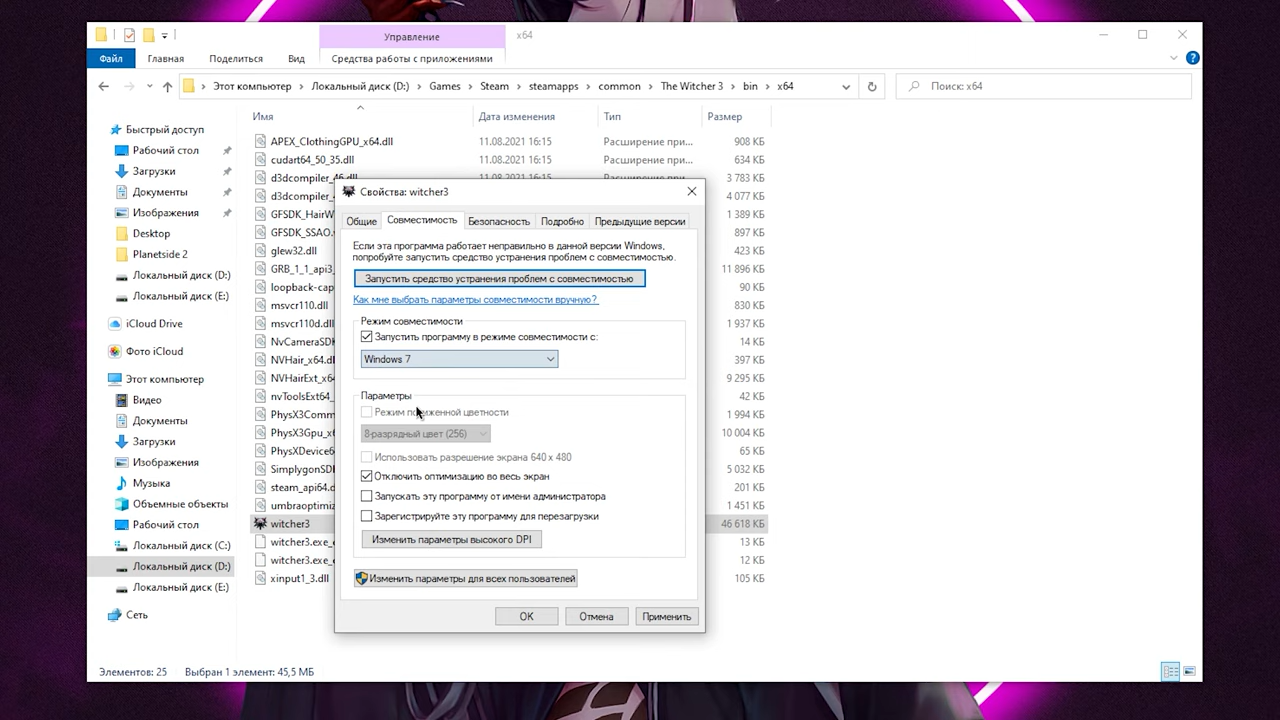 Управление
x64
Файл
Главная
Поделиться
Вид
Средства работы с приложениями
Этот компьютер > Локальный диск (D:) > Games > Steam > steamapps > common > The Witcher 3 > bin > x64
Поиск: x64
Имя
Дата изменения
Тип
Размер
Быстрый доступ
Рабочий стол
Загрузки
Документы
Изображения
Desktop
Planetside 2
Локальный диск (D:)
Локальный диск (E:)
iCloud Drive
Фото iCloud
Этот компьютер
Видео
Документы
Загрузки
Изображения
Музыка
Объемные объекты
Рабочий стол
Локальный диск (C:)
Локальный диск (D:)
Локальный диск (E:)
Сеть
APEX_ClothingGPU_x64.dll 11.08.2021 16:15 Расширение при... 908 КБ
cudart64_50_35.dll 11.08.2021 16:15 Расширение при... 634 КБ
d3dcompiler_46.dll 11.08.2021 16:15 Расширение при... 3 783 КБ
d3dcompiler_ 4 077 КБ
GFSDK_HairW 1 389 КБ
GFSDK_SSAO. 897 КБ
glew32.dll 423 КБ
GRB_1_1_api3_ 11 896 КБ
loopback-cap 90 КБ
msvcr110.dll 830 КБ
msvcr110d.dll 1 937 КБ
NvCameraSDK 14 КБ
NVHair_x64.d 397 КБ
NVHairExt_x6 9 295 КБ
nvToolsExt64_ 42 КБ
PhysX3Comm 1 994 КБ
PhysX3Gpu_x 10 004 КБ
PhysXDevice6 65 КБ
SimplygonSD 5 032 КБ
steam_api64.d 201 КБ
umbraoptimiz 1 451 КБ
witcher3 46 618 КБ
witcher3.exe_ 13 КБ
witcher3.exe_ 12 КБ
xinput1_3.dll 105 КБ
Свойства: witcher3
Общие
Совместимость
Безопасность
Подробно
Предыдущие версии
Если эта программа работает неправильно в данной версии Windows,
попробуйте запустить средство устранения проблем с совместимостью.
Запустить средство устранения проблем с совместимостью
Как мне выбрать параметры совместимости вручную?
Режим совместимости
Запустить программу в режиме совместимости с:
Windows 7
Параметры
Режим пониженной цветности
8-разрядный цвет (256)
Использовать разрешение экрана 640 x 480
Отключить оптимизацию во весь экран
Запускать эту программу от имени администратора
Зарегистрируйте эту программу для перезагрузки
Изменить параметры высокого DPI
Изменить параметры для всех пользователей
OK
Отмена
Применить
Элементов: 25
Выбран 1 элемент: 45,5 МБ